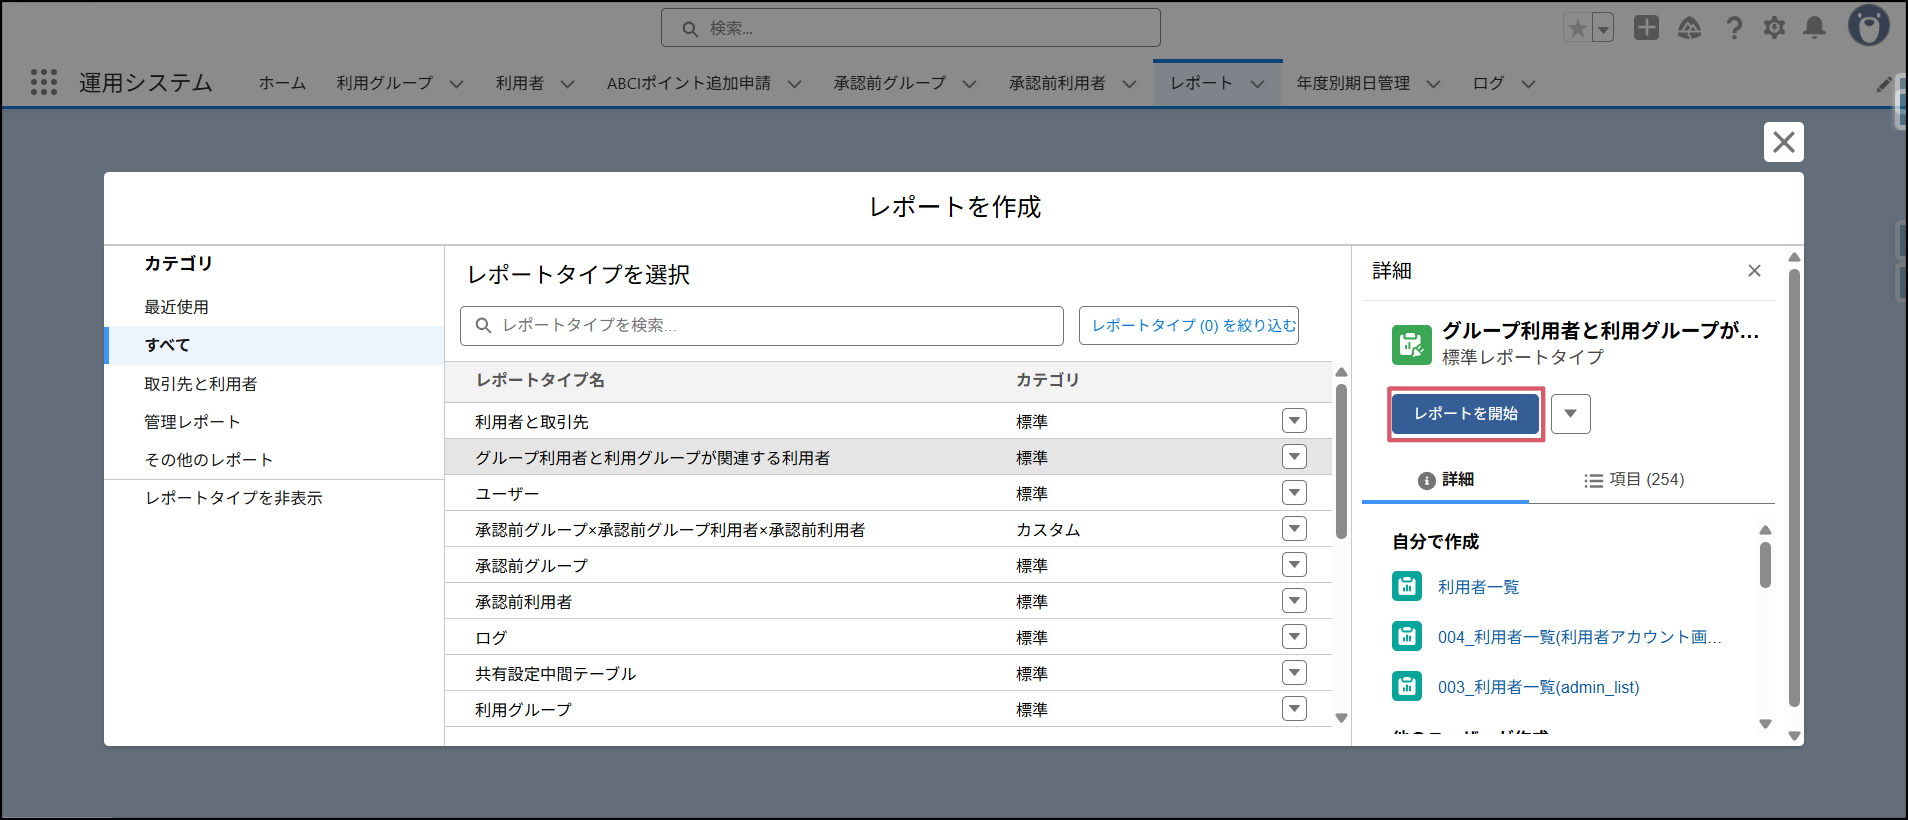 検索...
運用システム
ホーム
利用グループ
利用者
ABCIポイント追加申請
承認前グループ
承認前利用者
レポート
年度別期日管理
ログ
レポートを作成
カテゴリ
最近使用
すべて
取引先と利用者
管理レポート
その他のレポート
レポートタイプを非表示
レポートタイプを選択
レポートタイプを検索...
レポートタイプ (0) を絞り込む
レポートタイプ名 カテゴリ
利用者と取引先 標準
グループ利用者と利用グループが関連する利用者 標準
ユーザー 標準
承認前グループ×承認前グループ利用者×承認前利用者 カスタム
承認前グループ 標準
承認前利用者 標準
ログ 標準
共有設定中間テーブル 標準
利用グループ 標準
詳細
グループ利用者と利用グループが...
標準レポートタイプ
レポートを開始
詳細
項目 (254)
自分で作成
利用者一覧
004_利用者一覧(利用者アカウント画...
003_利用者一覧(admin_list)
他のユーザーが作成